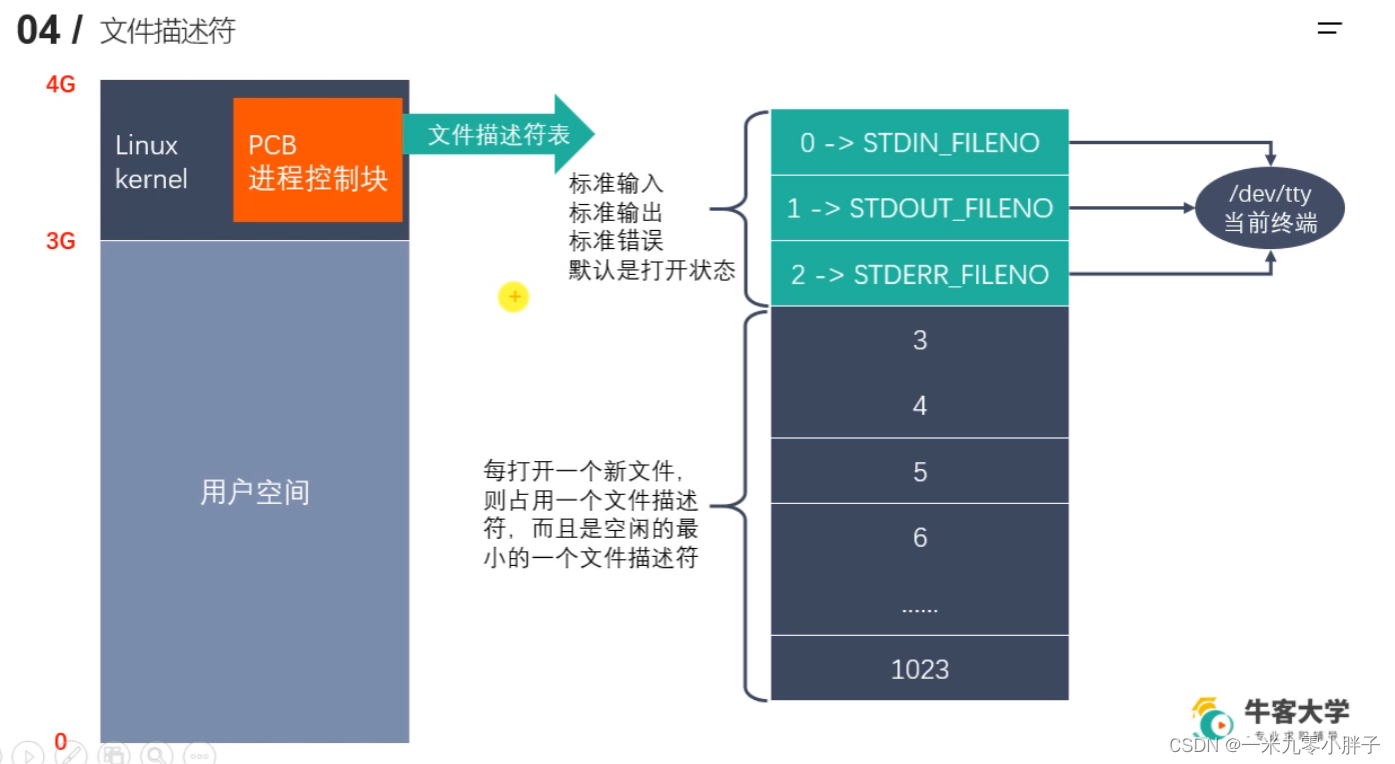 04 / 文件描述符
4G
Linux
kernel
PCB
进程控制块
文件描述符表
3G
用户空间
0
标准输入
标准输出
标准错误
默认是打开状态
0 -> STDIN_FILENO
1 -> STDOUT_FILENO
2 -> STDERR_FILENO
/dev/tty
当前终端
每打开一个新文件，
则占用一个文件描述
符，而且是空闲的最
小的一个文件描述符
3
4
5
6
......
1023
牛客大学
·专业求职辅导·
CSDN @一米九零小胖子